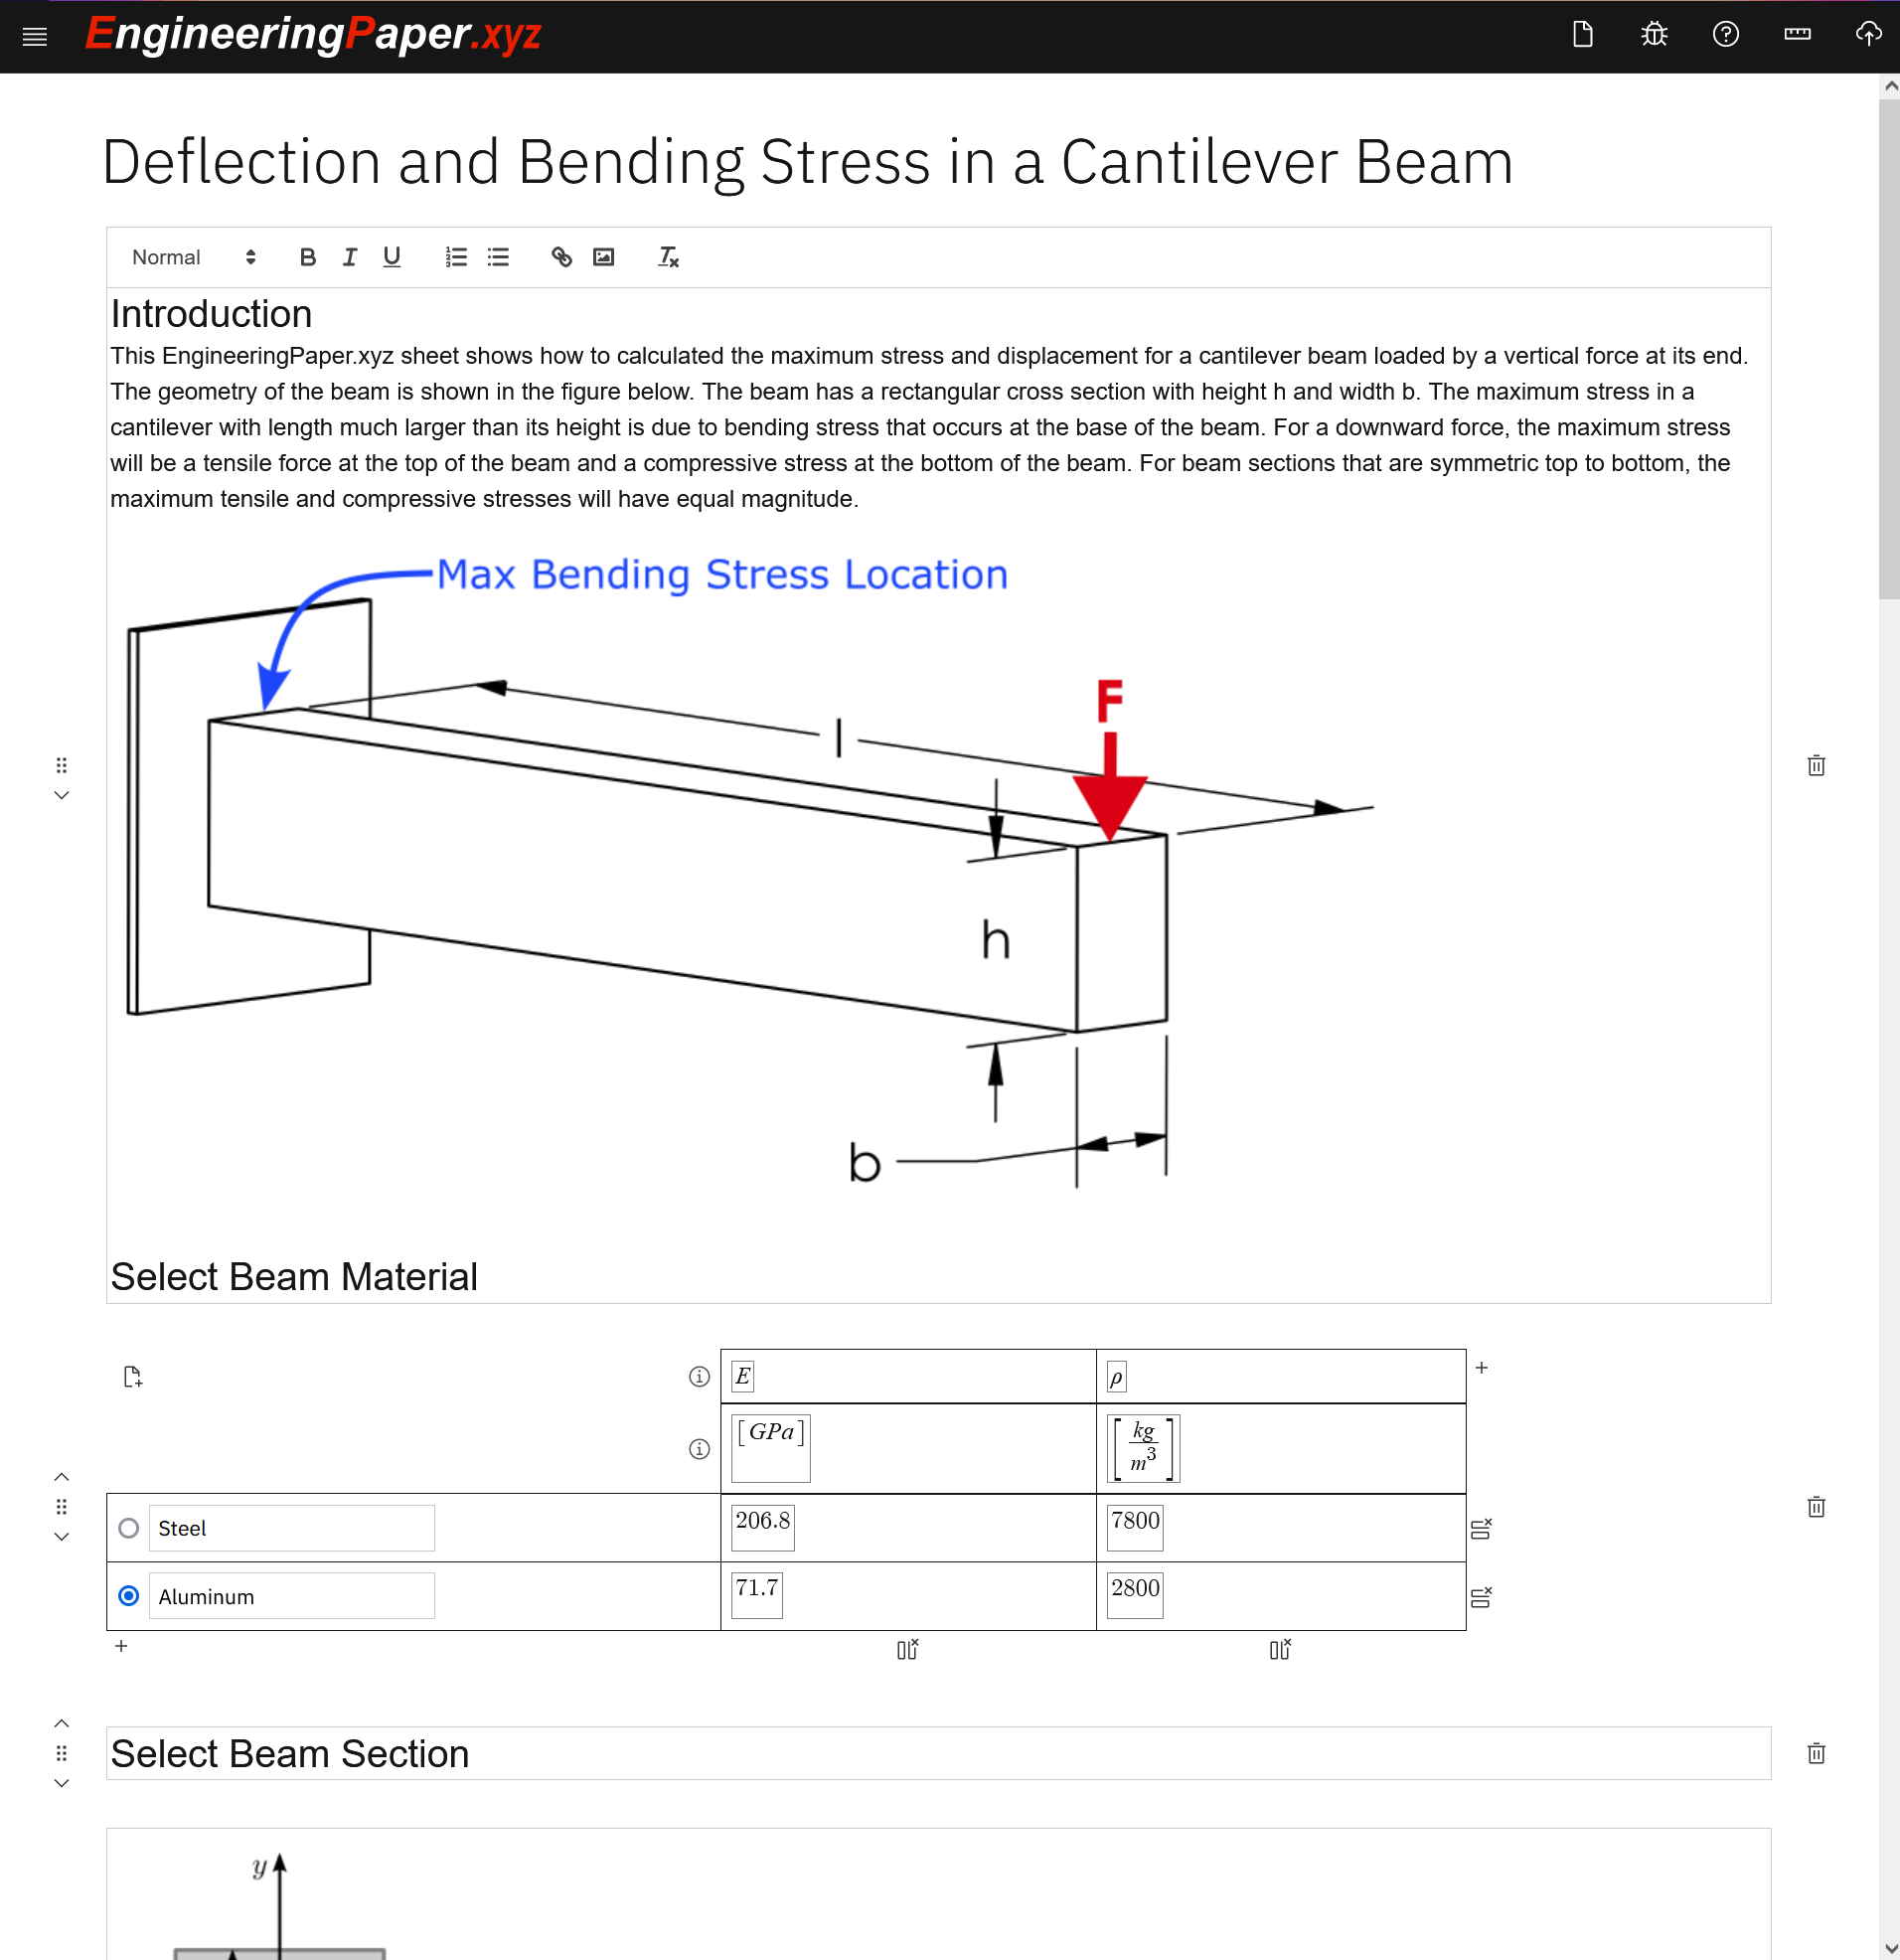 EngineeringPaper.xyz
Deflection and Bending Stress in a Cantilever Beam
Normal
Introduction
This EngineeringPaper.xyz sheet shows how to calculated the maximum stress and displacement for a cantilever beam loaded by a vertical force at its end.
The geometry of the beam is shown in the figure below. The beam has a rectangular cross section with height h and width b. The maximum stress in a
cantilever with length much larger than its height is due to bending stress that occurs at the base of the beam. For a downward force, the maximum stress
will be a tensile force at the top of the beam and a compressive stress at the bottom of the beam. For beam sections that are symmetric top to bottom, the
maximum tensile and compressive stresses will have equal magnitude.
Max Bending Stress Location
F
l
h
b
Select Beam Material
E ρ
[GPa] [kg/m³]
Steel 206.8 7800
Aluminum 71.7 2800
Select Beam Section
y